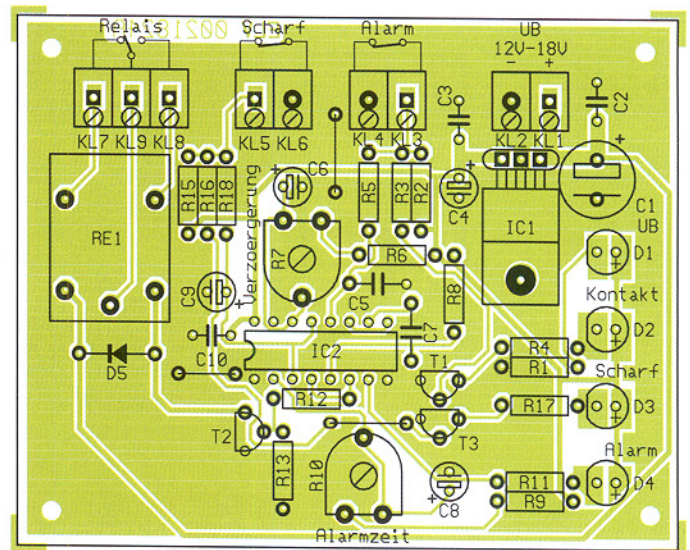 Relais Scharf Alarm UB
12V-18V
- +
KL7 KL9 KL8 KL5 KL6 KL4 KL3 KL2 KL1
C3 C2
C6
R15 R16 R18
Verzoergerung
R5 R3 R2
C4
+ C1
RE1
R7
IC1
UB
D1
R6
C9
C5
R8
Kontakt
D2
C7
C10
IC2
D5
T1
R4
R1
Scharf
D3
R12
R17
T2
T3
R13
R10
Alarm
D4
R11
R9
C8
Alarmzeit